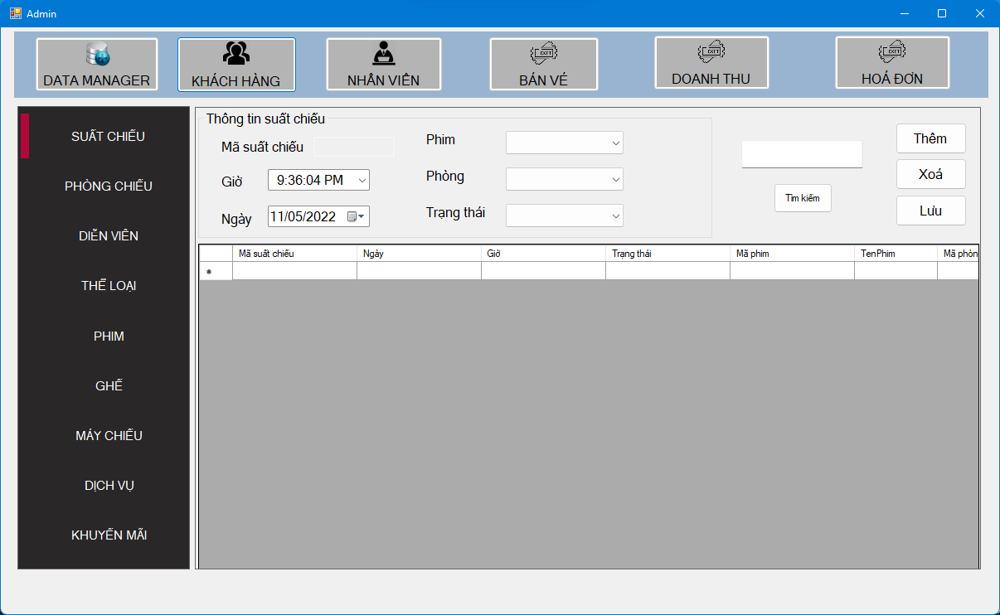 Admin
DATA MANAGER
KHÁCH HÀNG
NHÂN VIÊN
BÁN VÉ
DOANH THU
HOÁ ĐƠN
SUẤT CHIẾU
PHÒNG CHIẾU
DIỄN VIÊN
THỂ LOẠI
PHIM
GHẾ
MÁY CHIẾU
DỊCH VỤ
KHUYẾN MÃI
Thông tin suất chiếu
Mã suất chiếu
Giờ
9:36:04 PM
Ngày
11/05/2022
Phim
Phòng
Trạng thái
Tìm kiếm
Thêm
Xoá
Lưu
Mã suất chiếu Ngày Giờ Trạng thái Mã phim TenPhim Mã phòn